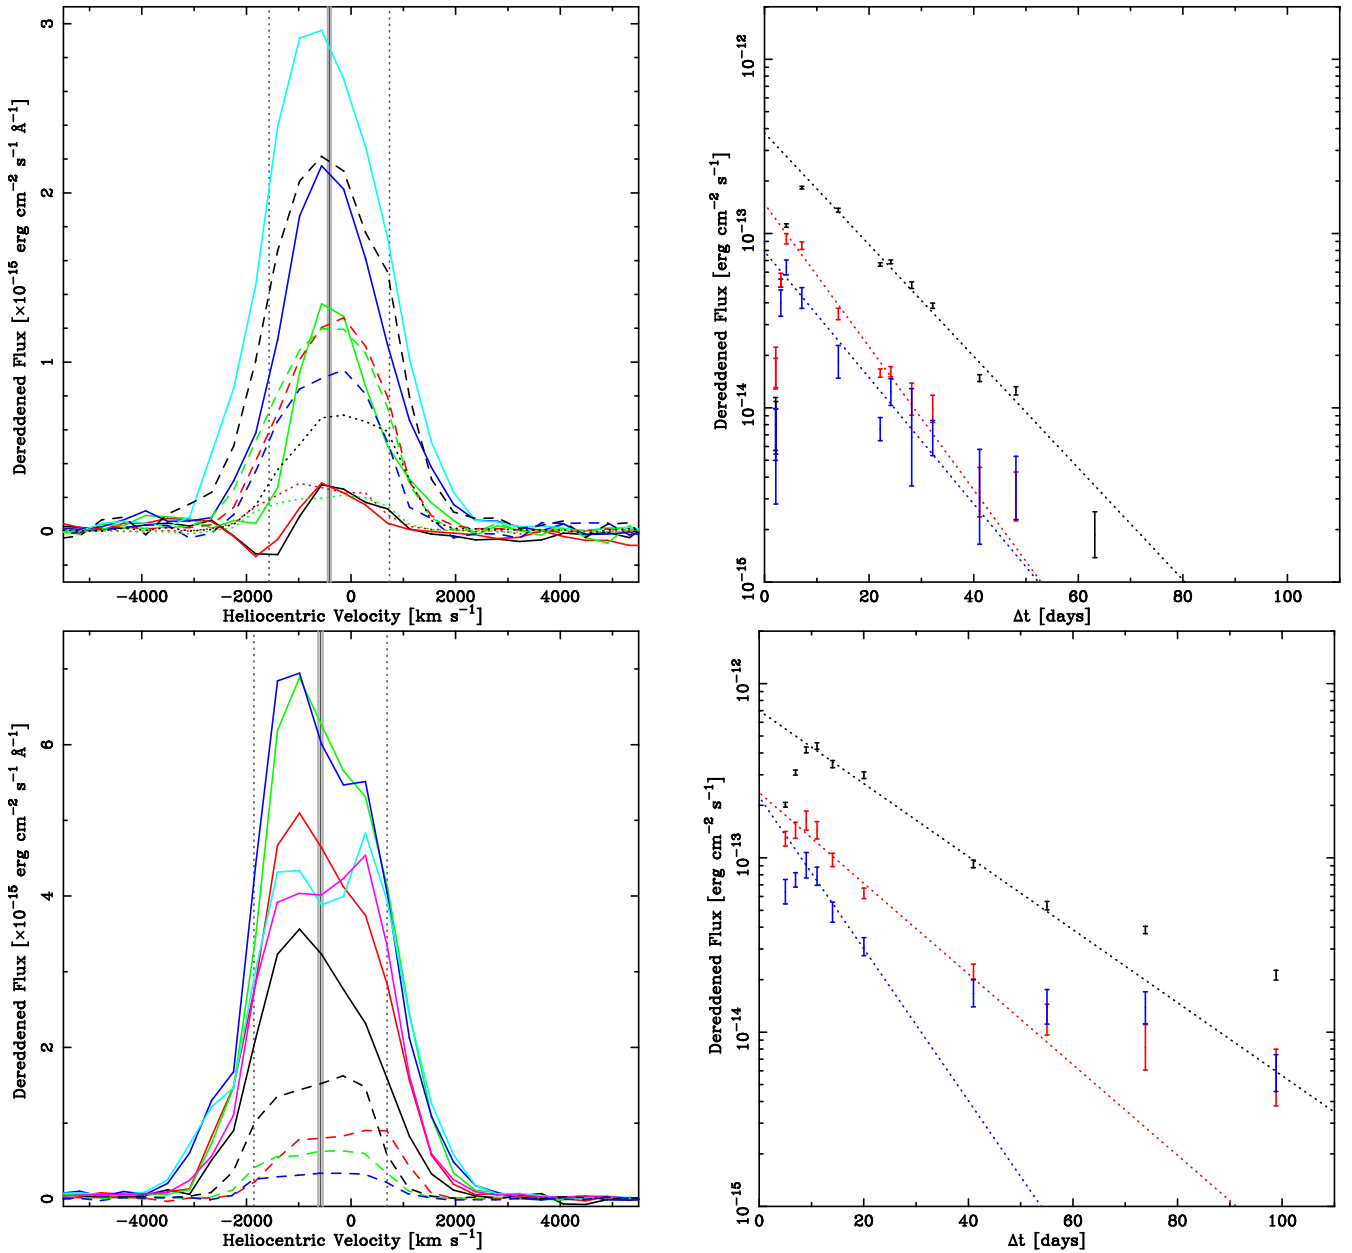 Dereddened Flux [×10⁻¹⁵ erg cm⁻² s⁻¹ Å⁻¹]
3
2
1
0
−4000 −2000 0 2000 4000
Heliocentric Velocity [km s⁻¹]
Dereddened Flux [erg cm⁻² s⁻¹]
10⁻¹²
10⁻¹³
10⁻¹⁴
10⁻¹⁵
0 20 40 60 80 100
Δt [days]
Dereddened Flux [×10⁻¹⁵ erg cm⁻² s⁻¹ Å⁻¹]
6
4
2
0
−4000 −2000 0 2000 4000
Heliocentric Velocity [km s⁻¹]
Dereddened Flux [erg cm⁻² s⁻¹]
10⁻¹²
10⁻¹³
10⁻¹⁴
10⁻¹⁵
0 20 40 60 80 100
Δt [days]